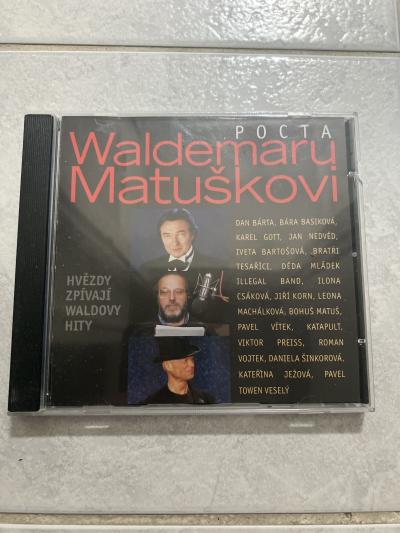 POCTA
Waldemaru
Matuškovi
DAN BÁRTA, BÁRA BASIKOVÁ,
KAREL GOTT, JAN NEDVĚD,
IVETA BARTOŠOVÁ, BRATŘI
TESAŘÍCI, DĚDA MLÁDEK
ILLEGAL BAND, ILONA
CSÁKOVÁ, JIŘÍ KORN, LEONA
MACHÁLKOVÁ, BOHUŠ MATUŠ,
PAVEL VÍTEK, KATAPULT,
VIKTOR PREISS, ROMAN
VOJTEK, DANIELA ŠINKOROVÁ,
KATEŘINA JEŽOVÁ, PAVEL
TOWEN VESELÝ
HVĚZDY
ZPÍVAJÍ
WALDOVY
HITY